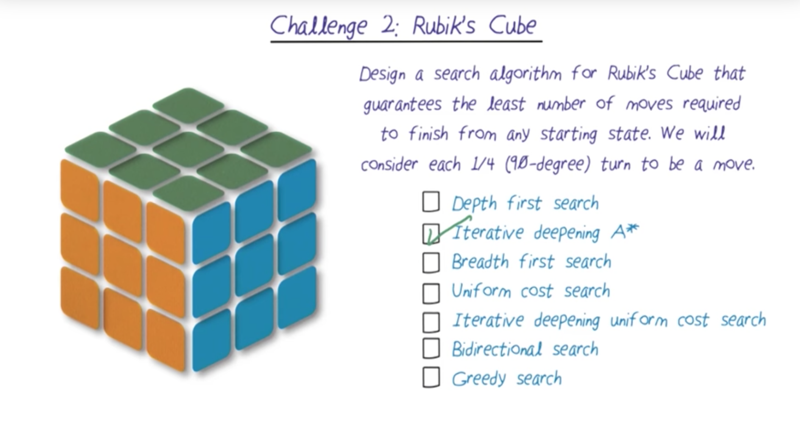 Challenge 2: Rubik's Cube
Design a search algorithm for Rubik's Cube that
guarantees the least number of moves required
to finish from any starting state. We will
consider each 1/4 (90-degree) turn to be a move.
Depth first search
Iterative deepening A*
Breadth first search
Uniform cost search
Iterative deepening uniform cost search
Bidirectional search
Greedy search